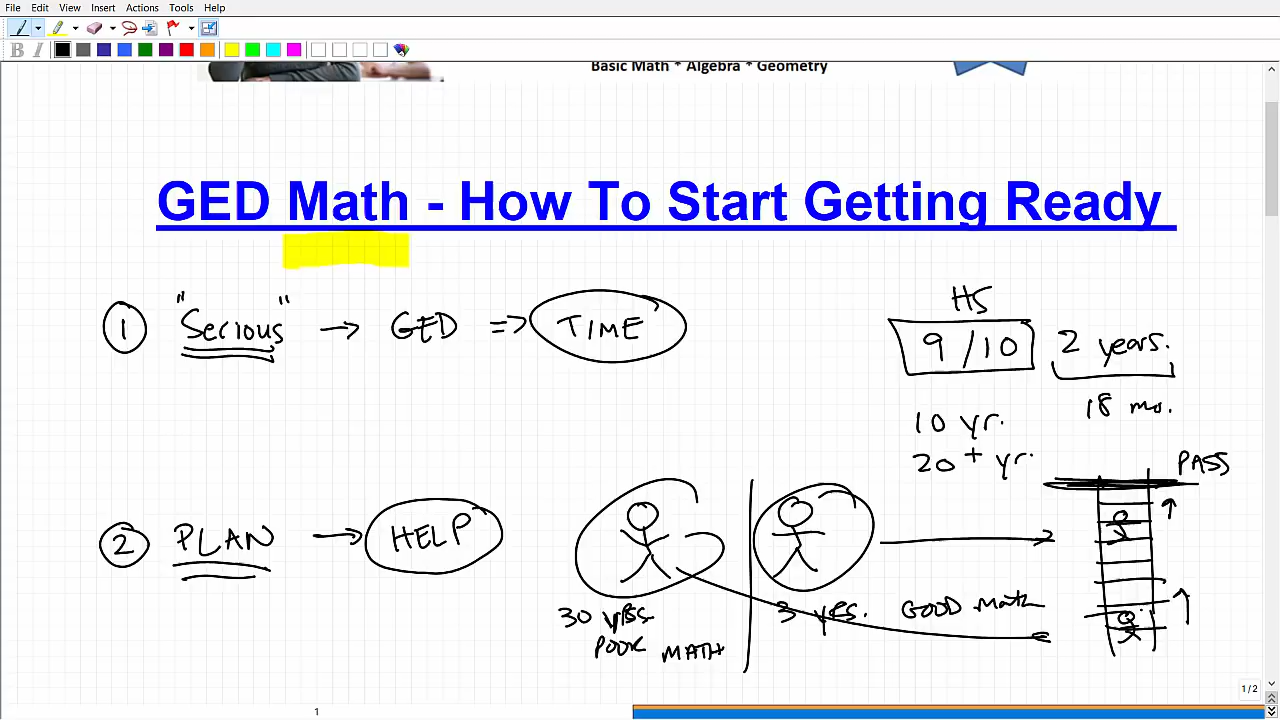 File Edit View Insert Actions Tools Help
B I
Basic Math * Algebra * Geometry
GED Math - How To Start Getting Ready
1 "Serious" → GED => TIME
HS
9/10 2 years.
18 mo.
10 yr.
20+ yr.
PASS
2 PLAN → HELP
30 yrs. 3 yrs. GOOD Math
POOR MATH
1/2
1